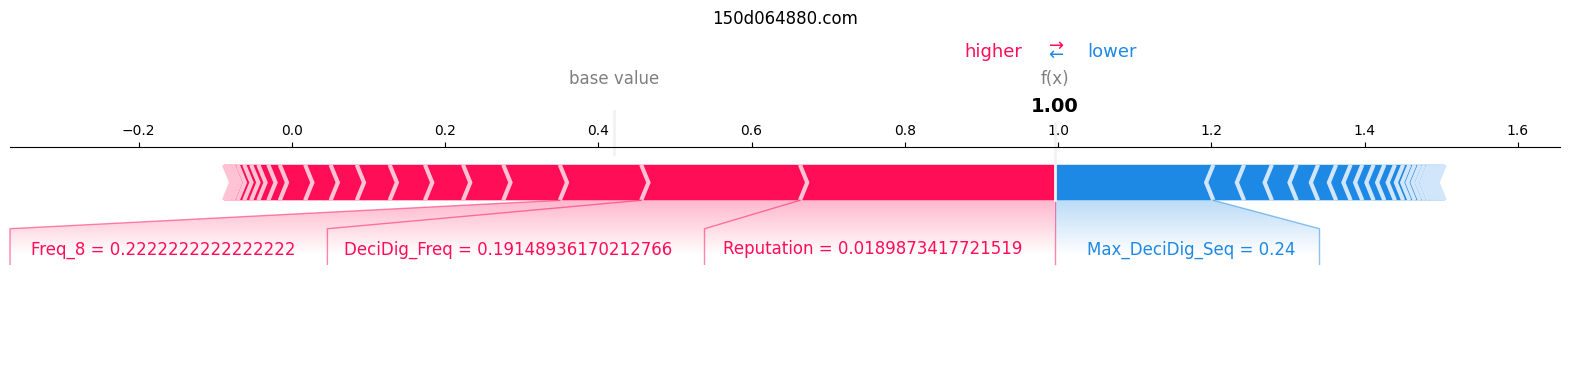 150d064880.com
higher → ← lower
base value f(x)
1.00
−0.2 0.0 0.2 0.4 0.6 0.8 1.0 1.2 1.4 1.6
Freq_8 = 0.2222222222222222 DeciDig_Freq = 0.19148936170212766 Reputation = 0.0189873417721519 Max_DeciDig_Seq = 0.24